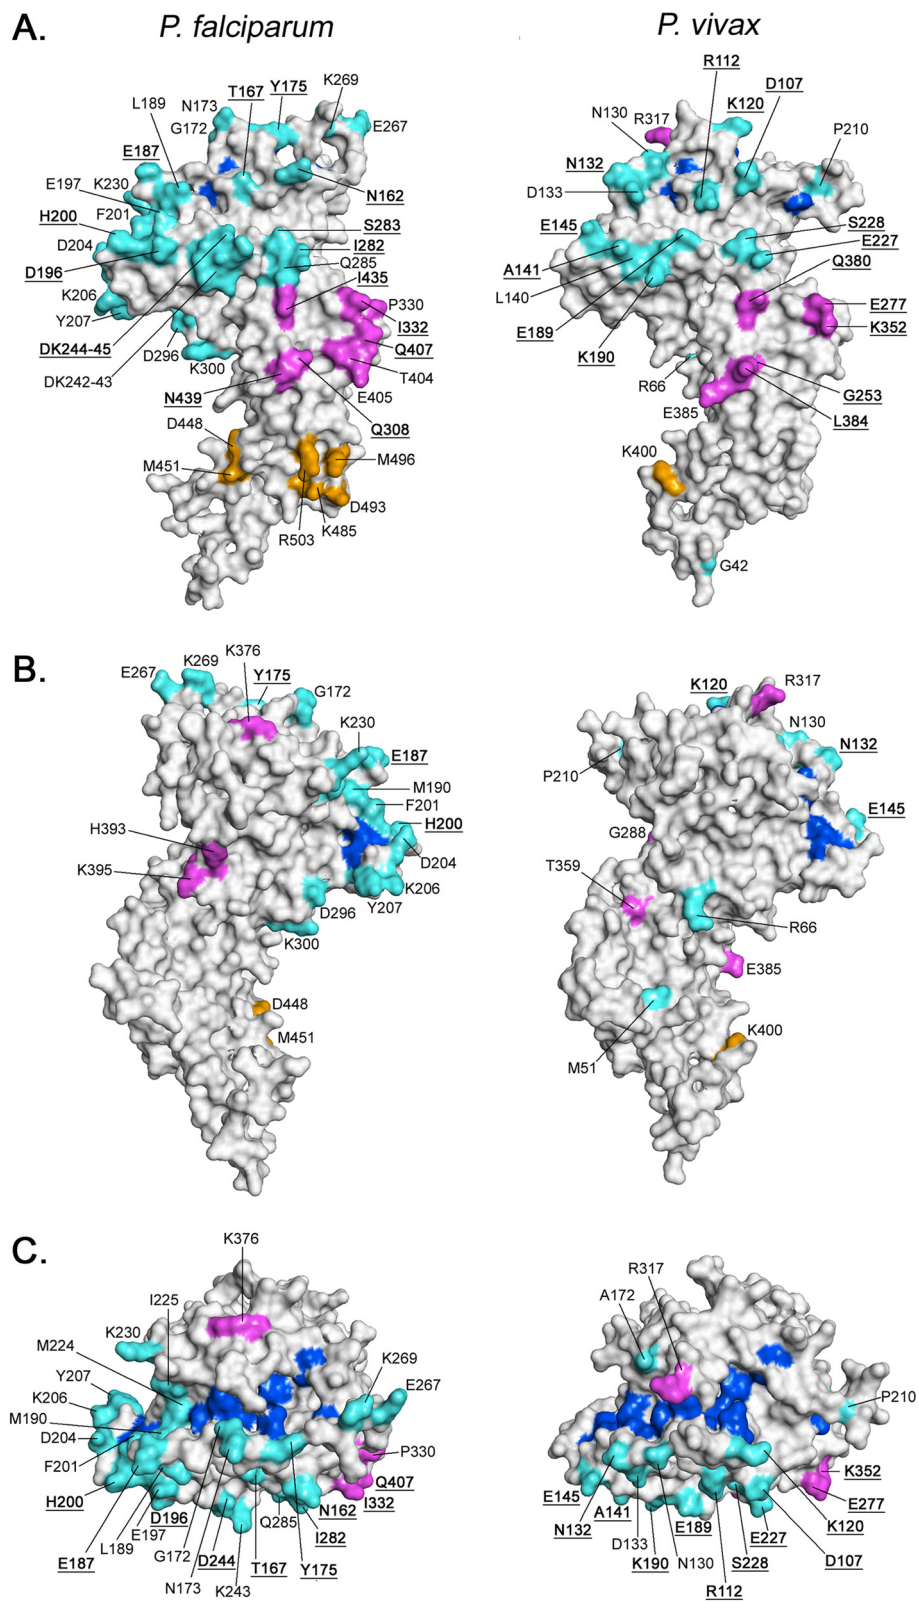 A.
P. falciparum
P. vivax
K269
Y175
T167
N173
L189
G172
E267
E187
K230
E197
N162
F201
H200
S283
D204
I282
D196
Q285
I435
K206
P330
Y207
I332
DK244-45
D296
Q407
K300
T404
DK242-43
E405
N439
Q308
D448
M451
M496
D493
K485
R503
R112
D107
K120
R317
N130
P210
N132
D133
E145
S228
E227
A141
Q380
L140
E277
E189
K352
K190
R66
G253
E385
L384
K400
G42
B.
K376
K269
E267
Y175
G172
K230
E187
M190
F201
H200
H393
D204
K395
K206
Y207
D296
K300
D448
M451
R317
K120
N130
N132
P210
E145
G288
T359
R66
E385
K400
M51
C.
K376
I225
K230
M224
K269
Y207
E267
K206
M190
D204
P330
F201
Q407
H200
N162
I332
D196
Q285
E197
I282
L189
G172
E187
D244
T167
Y175
N173
K243
R317
A172
P210
K352
E145
E277
A141
N132
E189
K120
D133
E227
K190
N130
S228
D107
R112